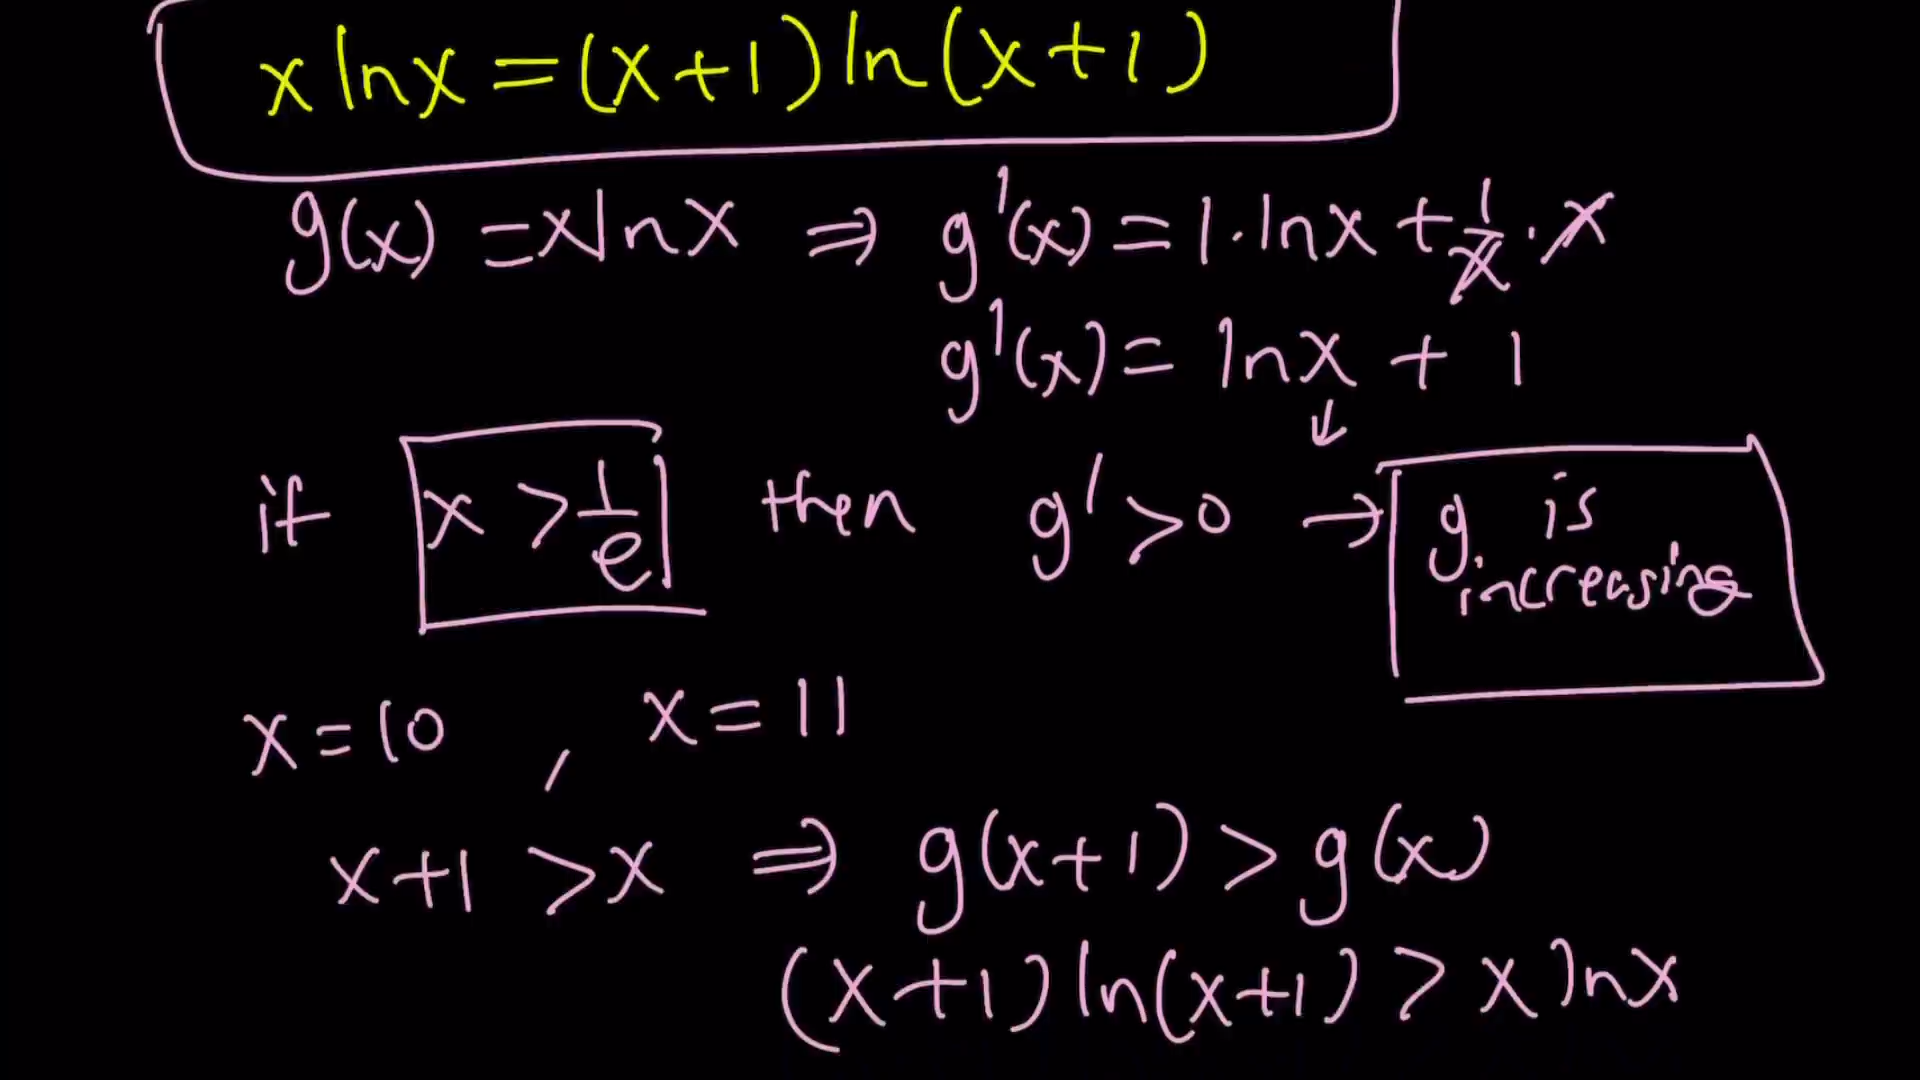 x ln x = (x+1) ln(x+1)
g(x) = x ln x ⇒ g'(x) = 1·ln x + 1/x · x
g'(x) = ln x + 1
↓
if x > 1/e then g' > 0 → g is increasing
x = 10 , x = 11
x+1 > x ⇒ g(x+1) > g(x)
(x+1) ln(x+1) > x ln x